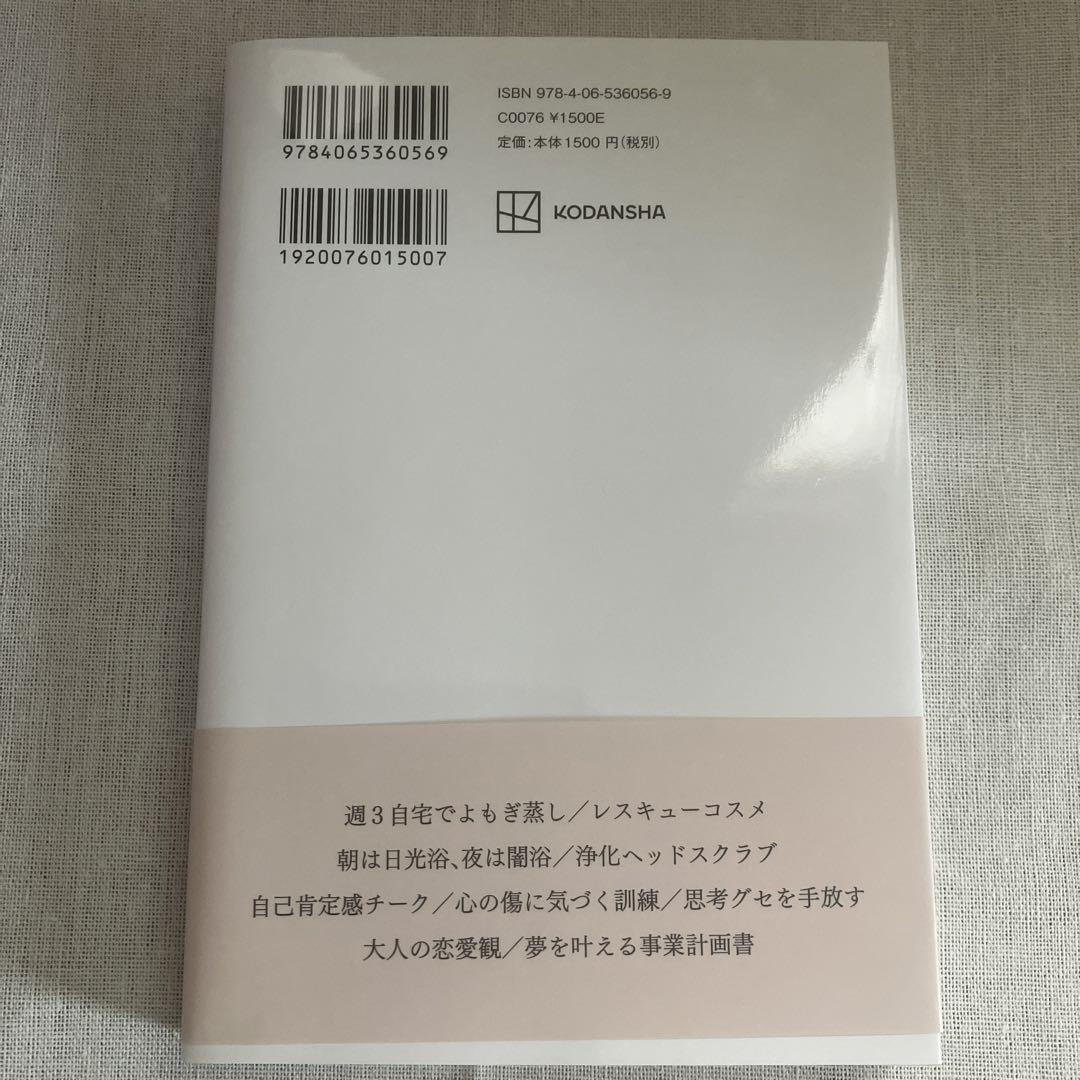 9784065360569
1920076015007
ISBN 978-4-06-536056-9
C0076 ¥1500E
定価:本体1500 円(税別)
KODANSHA
週3自宅でよもぎ蒸し/レスキューコスメ
朝は日光浴、夜は闇浴/浄化ヘッドスクラブ
自己肯定感チーク/心の傷に気づく訓練/思考グセを手放す
大人の恋愛観/夢を叶える事業計画書